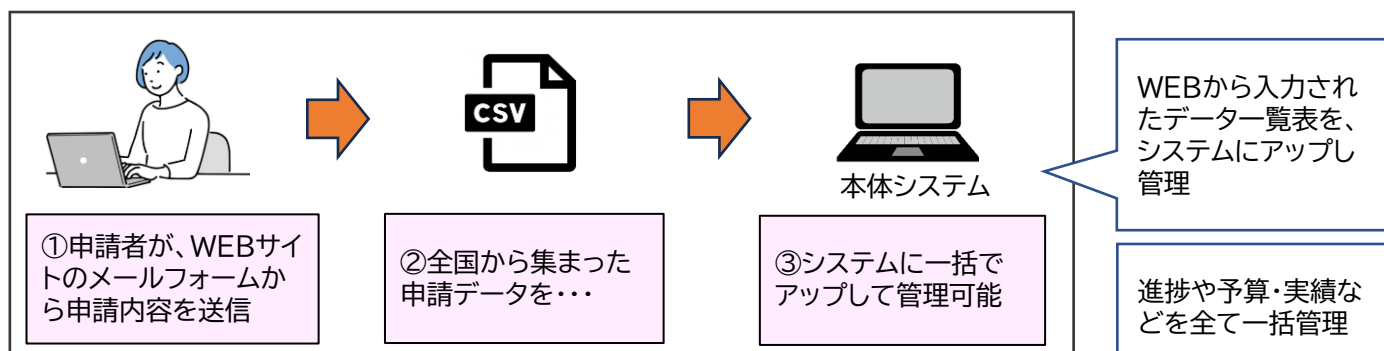 CSV
本体システム
①申請者が、WEBサイ
トのメールフォームか
ら申請内容を送信
②全国から集まった
申請データを・・・
③システムに一括で
アップして管理可能
WEBから入力され
たデータ一覧表を、
システムにアップし
管理
進捗や予算・実績な
どを全て一括管理